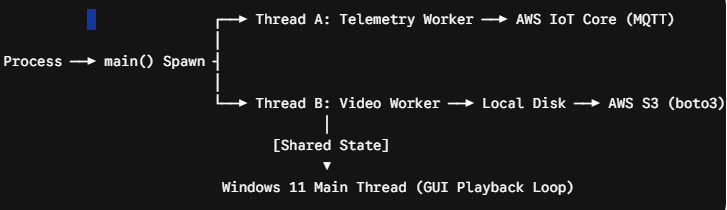 Thread A: Telemetry Worker ──► AWS IoT Core (MQTT)
Process ──► main() Spawn
Thread B: Video Worker ──► Local Disk ──► AWS S3 (boto3)
[Shared State]
▼
Windows 11 Main Thread (GUI Playback Loop)